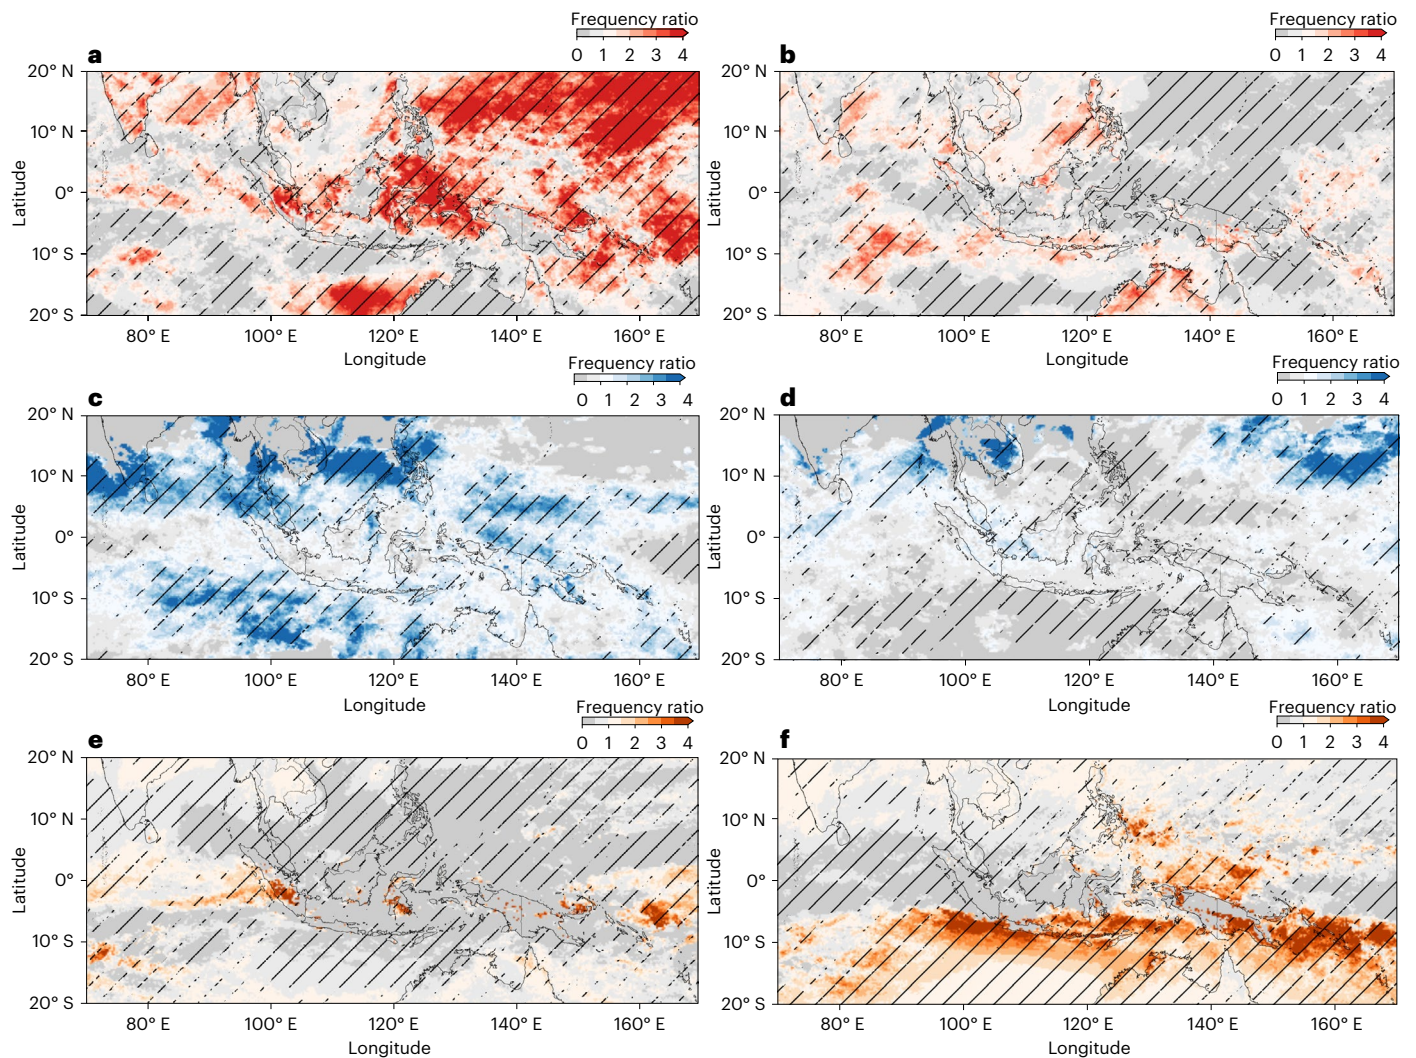 Frequency ratio
0 1 2 3 4
a
20° N
10° N
0°
10° S
20° S
Latitude
80° E 100° E 120° E 140° E 160° E
Longitude
Frequency ratio
0 1 2 3 4
b
20° N
10° N
0°
10° S
20° S
Latitude
80° E 100° E 120° E 140° E 160° E
Longitude
Frequency ratio
0 1 2 3 4
c
20° N
10° N
0°
10° S
20° S
Latitude
80° E 100° E 120° E 140° E 160° E
Longitude
Frequency ratio
0 1 2 3 4
d
20° N
10° N
0°
10° S
20° S
Latitude
80° E 100° E 120° E 140° E 160° E
Longitude
Frequency ratio
0 1 2 3 4
e
20° N
10° N
0°
10° S
20° S
Latitude
80° E 100° E 120° E 140° E 160° E
Longitude
Frequency ratio
0 1 2 3 4
f
20° N
10° N
0°
10° S
20° S
Latitude
80° E 100° E 120° E 140° E 160° E
Longitude